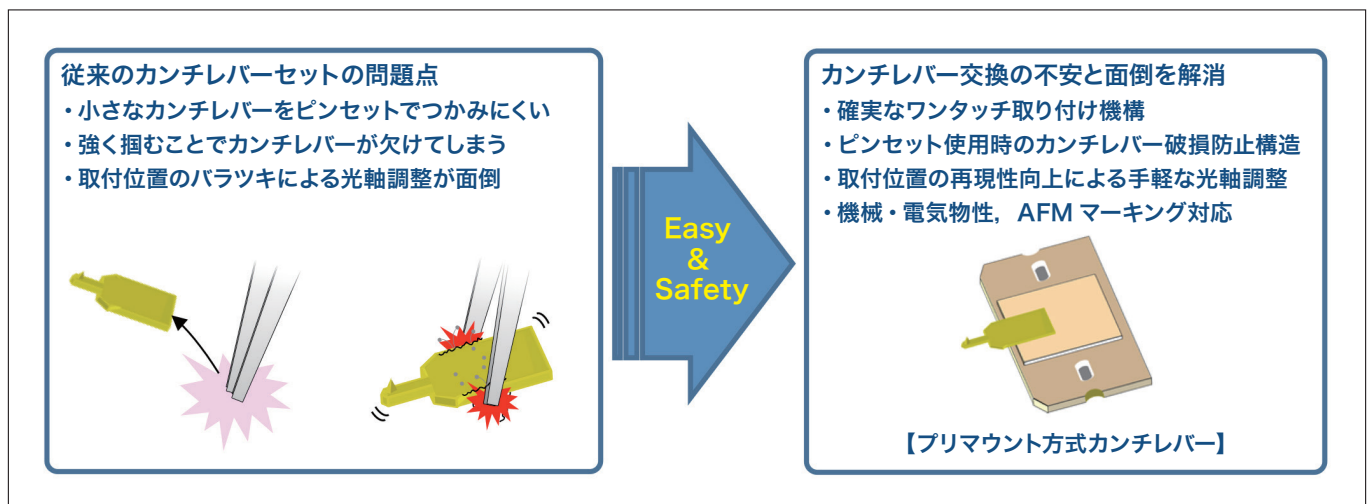 従来のカンチレバーセットの問題点
・小さなカンチレバーをピンセットでつかみにくい
・強く掴むことでカンチレバーが欠けてしまう
・取付位置のバラツキによる光軸調整が面倒
Easy
&
Safety
カンチレバー交換の不安と面倒を解消
・確実なワンタッチ取り付け機構
・ピンセット使用時のカンチレバー破損防止構造
・取付位置の再現性向上による手軽な光軸調整
・機械・電気物性，AFM マーキング対応
【プリマウント方式カンチレバー】